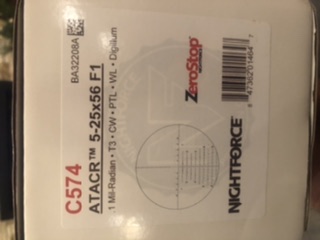 BA32208A
C574
ATACR™ 5-25x56 F1
.1 Mil-Radian • T3 • CW • PTL • WL • Digillum
ZeroStop
NIGHTFORCE